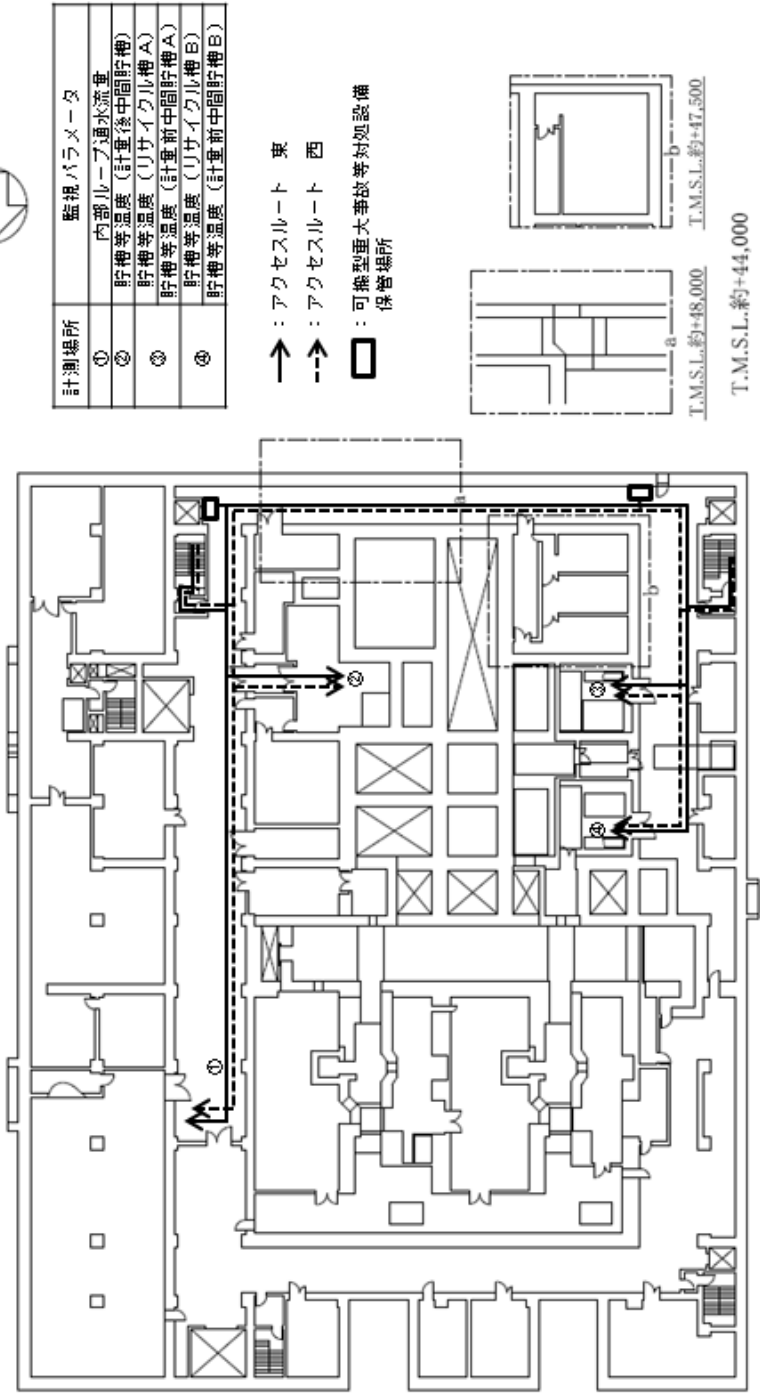 計測場所 監視パラメータ
① 内部ループ通水流量
② 貯槽等温度(計量後中間貯槽)
③ 貯槽等温度(リサイクル槽A)
貯槽等温度(計量前中間貯槽A)
④ 貯槽等温度(リサイクル槽B)
貯槽等温度(計量前中間貯槽B)
:アクセスルート 東
:アクセスルート 西
:可搬型重大事故等対処設備
保管場所
a
T.M.S.L.約+48,000
b
T.M.S.L.約+47,500
T.M.S.L.約+44,000
①
②
③
④
a
b